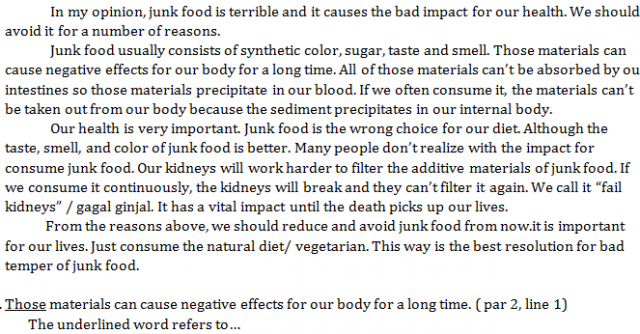 In my opinion, junk food is terrible and it causes the bad impact for our health. We should
avoid it for a number of reasons.
Junk food usually consists of synthetic color, sugar, taste and smell. Those materials can
cause negative effects for our body for a long time. All of those materials can't be absorbed by ou
intestines so those materials precipitate in our blood. If we often consume it, the materials can't
be taken out from our body because the sediment precipitates in our internal body.
Our health is very important. Junk food is the wrong choice for our diet. Although the
taste, smell, and color of junk food is better. Many people don't realize with the impact for
consume junk food. Our kidneys will work harder to filter the additive materials of junk food. If
we consume it continuously, the kidneys will break and they can't filter it again. We call it "fail
kidneys" / gagal ginjal. It has a vital impact until the death picks up our lives.
From the reasons above, we should reduce and avoid junk food from now.it is important
for our lives. Just consume the natural diet/ vegetarian. This way is the best resolution for bad
temper of junk food.
. Those materials can cause negative effects for our body for a long time. ( par 2, line 1)
The underlined word refers to...